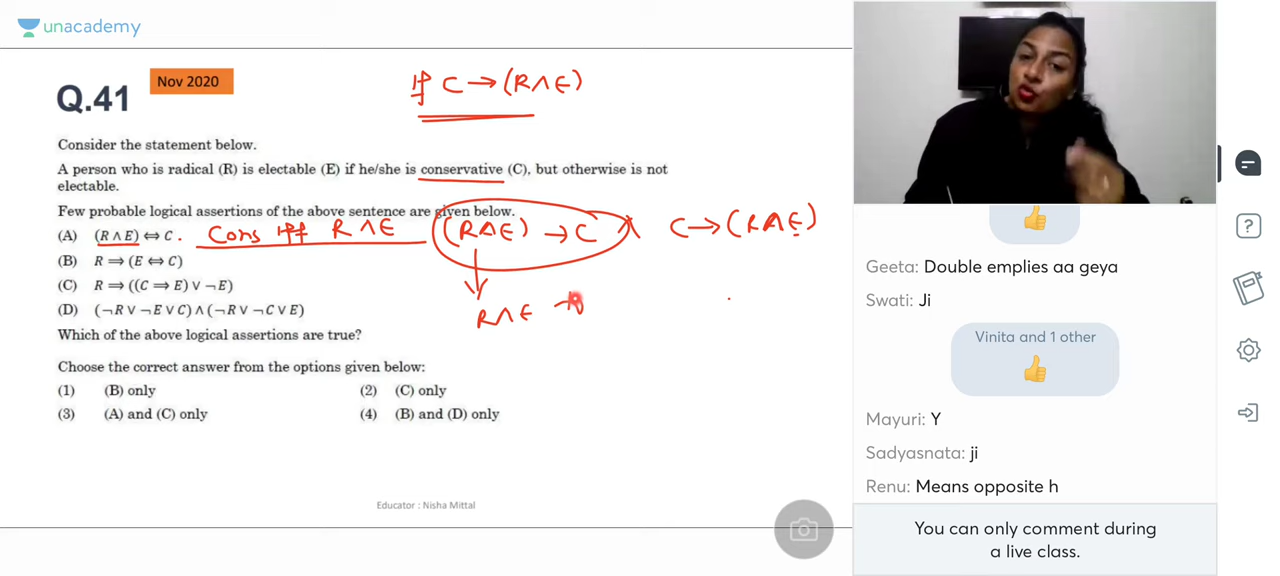 unacademy
Nov 2020
Q.41
If C → (R ∧ E)
Consider the statement below.
A person who is radical (R) is electable (E) if he/she is conservative (C), but otherwise is not
electable.
Few probable logical assertions of the above sentence are given below.
(A) (R ∧ E) ⇔ C . Cons iff R ∧ E (R ∧ E) → C ∧ C → (R ∧ E)
(B) R ⟹ (E ⇔ C)
(C) R ⟹ ((C ⟹ E) ∨ ¬E)
R ∧ E →
(D) (¬R ∨ ¬E ∨ C) ∧ (¬R ∨ ¬C ∨ E)
Which of the above logical assertions are true?
Choose the correct answer from the options given below:
(1) (B) only (2) (C) only
(3) (A) and (C) only (4) (B) and (D) only
Educator : Nisha Mittal
Geeta: Double emplies aa geya
Swati: Ji
Vinita and 1 other
👍
Mayuri: Y
Sadyasnata: ji
Renu: Means opposite h
You can only comment during
a live class.